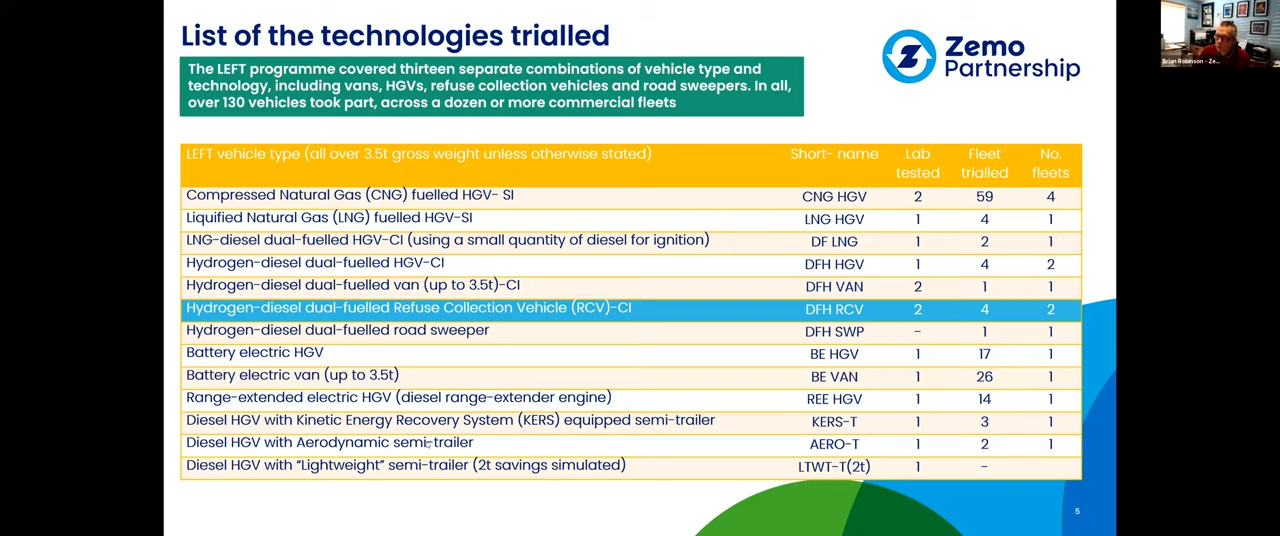 List of the technologies trialled
The LEFT programme covered thirteen separate combinations of vehicle type and
technology, including vans, HGVs, refuse collection vehicles and road sweepers. In all,
over 130 vehicles took part, across a dozen or more commercial fleets
Zemo
Partnership
Brian Robinson - Ze...
LEFT vehicle type (all over 3.5t gross weight unless otherwise stated) Short- name Lab tested Fleet trialled No. fleets
Compressed Natural Gas (CNG) fuelled HGV- SI CNG HGV 2 59 4
Liquified Natural Gas (LNG) fuelled HGV-SI LNG HGV 1 4 1
LNG-diesel dual-fuelled HGV-CI (using a small quantity of diesel for ignition) DF LNG 1 2 1
Hydrogen-diesel dual-fuelled HGV-CI DFH HGV 1 4 2
Hydrogen-diesel dual-fuelled van (up to 3.5t)-CI DFH VAN 2 1 1
Hydrogen-diesel dual-fuelled Refuse Collection Vehicle (RCV)-CI DFH RCV 2 4 2
Hydrogen-diesel dual-fuelled road sweeper DFH SWP - 1 1
Battery electric HGV BE HGV 1 17 1
Battery electric van (up to 3.5t) BE VAN 1 26 1
Range-extended electric HGV (diesel range-extender engine) REE HGV 1 14 1
Diesel HGV with Kinetic Energy Recovery System (KERS) equipped semi-trailer KERS-T 1 3 1
Diesel HGV with Aerodynamic semi-trailer AERO-T 1 2 1
Diesel HGV with "Lightweight" semi-trailer (2t savings simulated) LTWT-T(2t) 1 -
5